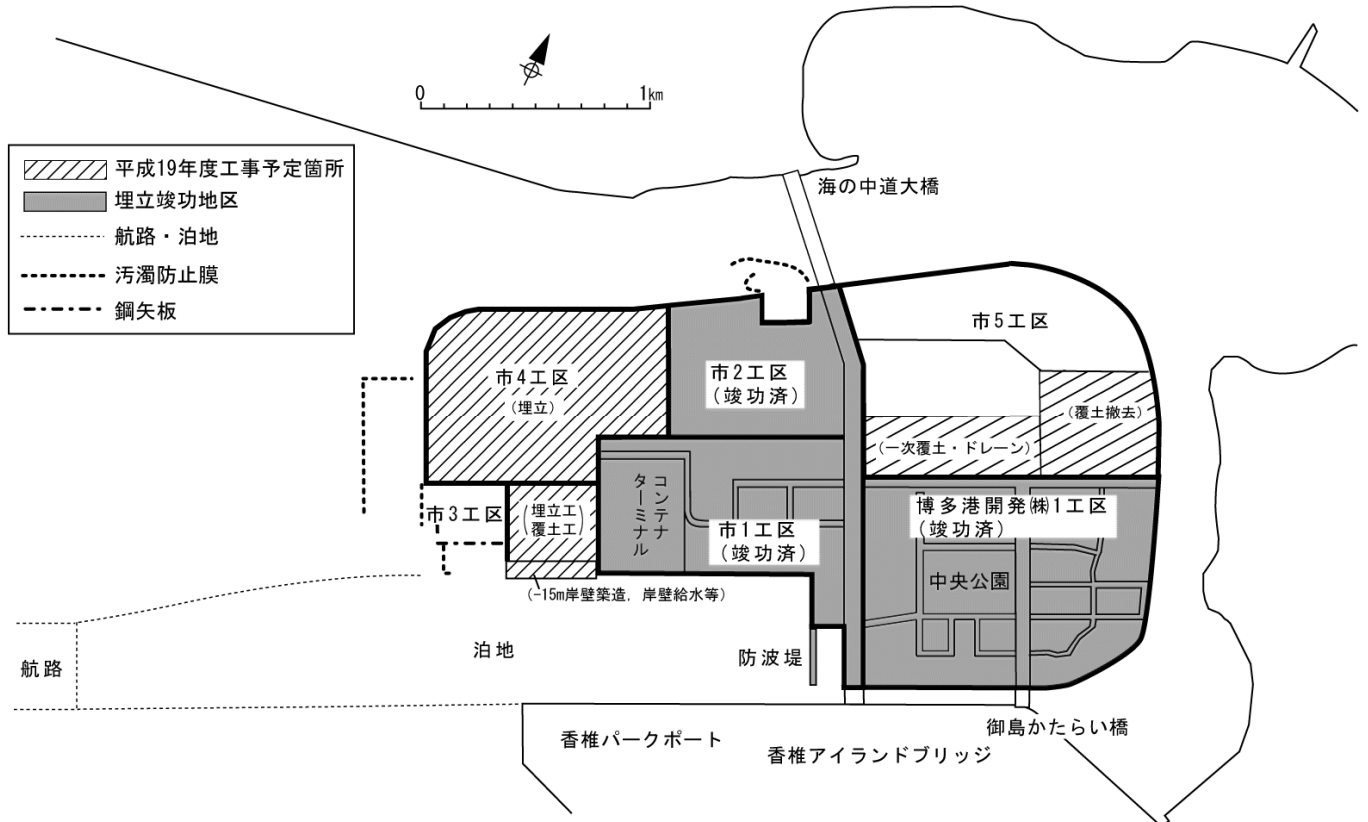 0
1km
平成19年度工事予定箇所
埋立竣功地区
航路・泊地
汚濁防止膜
鋼矢板
海の中道大橋
市5工区
市4工区
(埋立)
市2工区
(竣功済)
(覆土撤去)
(一次覆土・ドレーン)
市3工区
(埋立工
覆土工)
コンテナ
ターミナル
市1工区
(竣功済)
博多港開発㈱1工区
(竣功済)
中央公園
(-15m岸壁築造, 岸壁給水等)
航路
泊地
防波堤
御島かたらい橋
香椎パークポート
香椎アイランドブリッジ